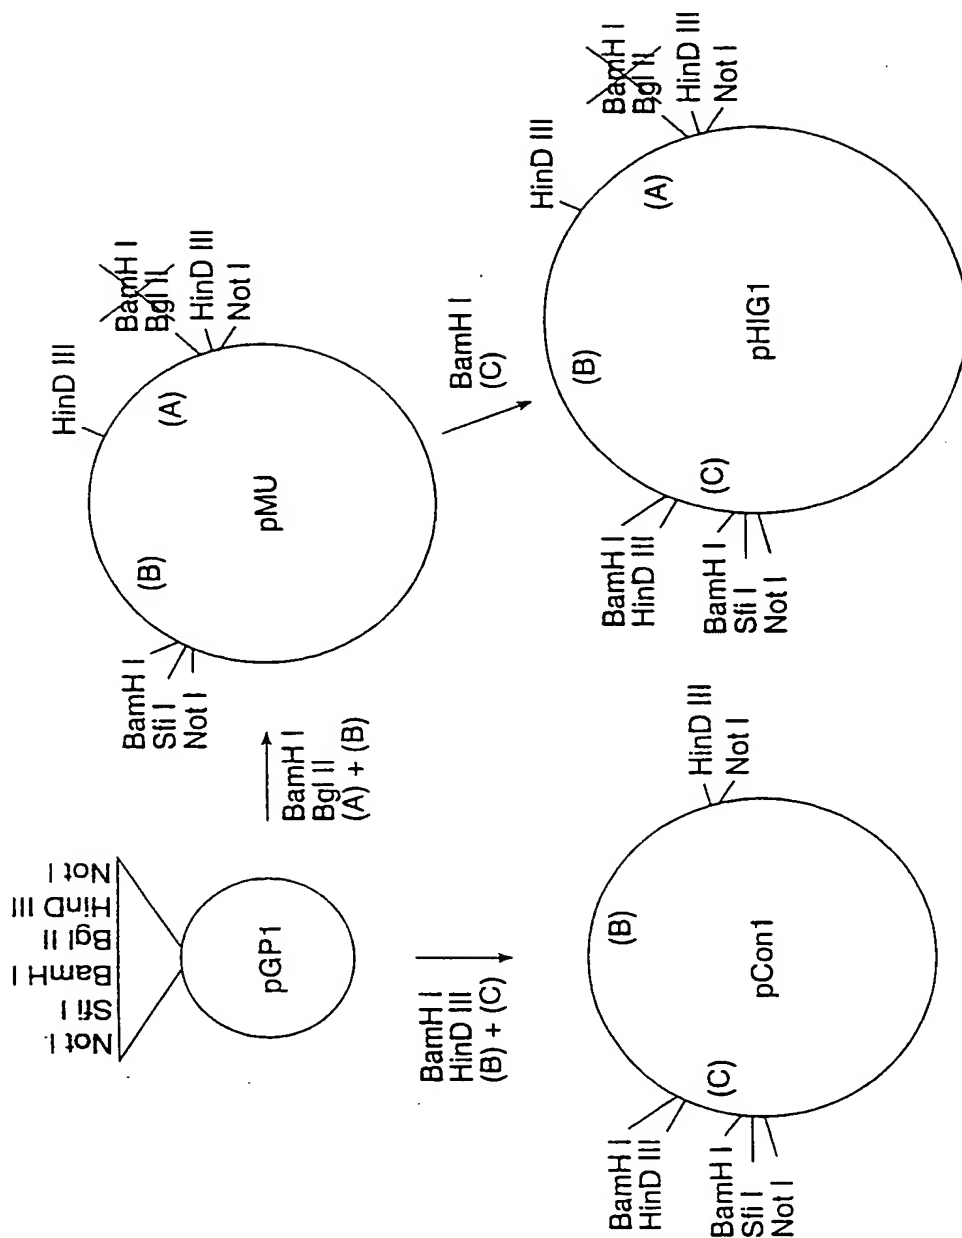 Not I
Sfi I
BamH I
Bgl II
HinD III
Not I
pGP1
BamH I
Bgl II
(A) + (B)
BamH I
Sfi I
Not I
(B)
pMU
(A)
HinD III
BamH I
Bgl II
HinD III
Not I
BamH I
HinD III
(B) + (C)
BamH I
(C)
BamH I
HinD III
BamH I
Sfi I
Not I
(C)
(B)
pCon1
HinD III
Not I
BamH I
HinD III
BamH I
Sfi I
Not I
(C)
(B)
pHIG1
(A)
HinD III
BamH I
Bgl II
HinD III
Not I